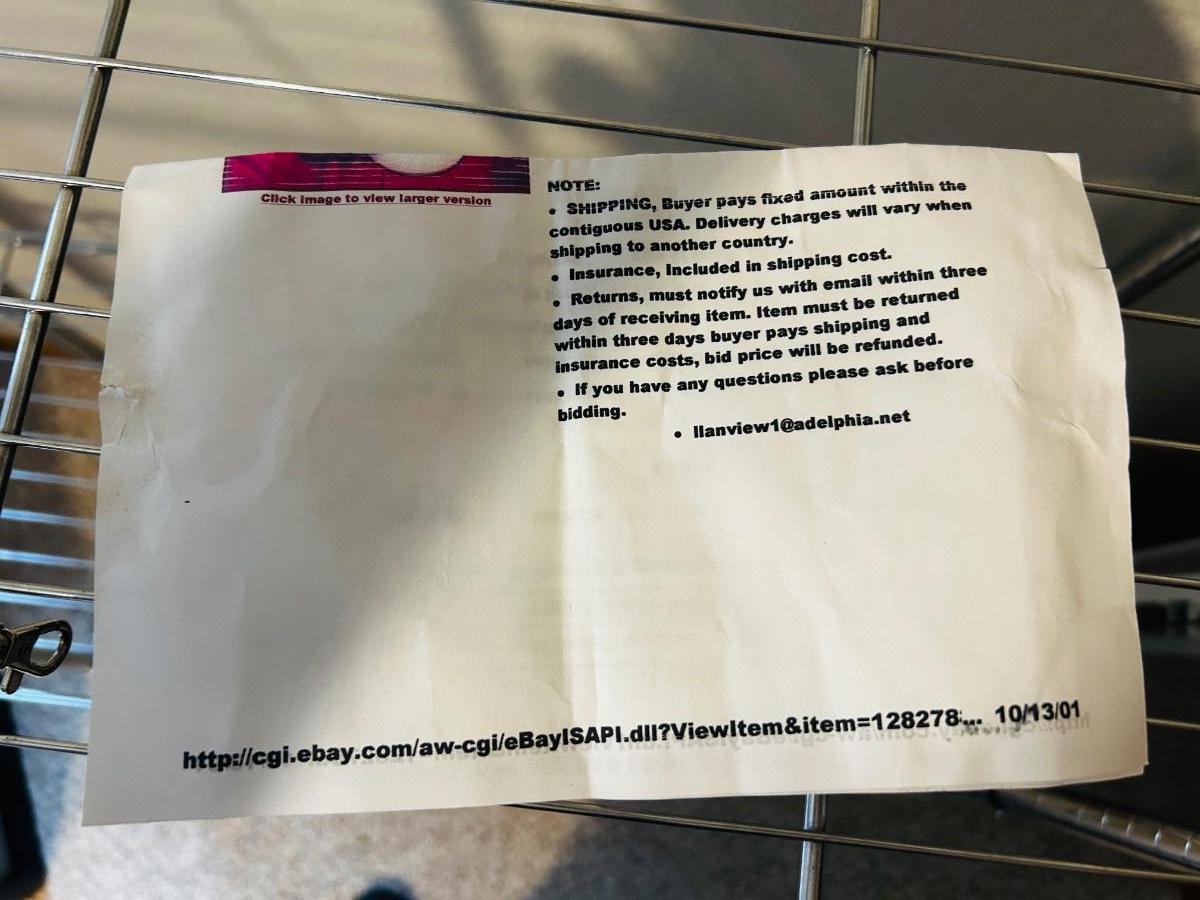 Click image to view larger version
NOTE:
• SHIPPING, Buyer pays fixed amount within the
contiguous USA. Delivery charges will vary when
shipping to another country.
• Insurance, Included in shipping cost.
• Returns, must notify us with email within three
days of receiving item. Item must be returned
within three days buyer pays shipping and
insurance costs, bid price will be refunded.
• If you have any questions please ask before
bidding.
• llanview1@adelphia.net
http://cgi.ebay.com/aw-cgi/eBayISAPI.dll?ViewItem&item=128278... 10/13/01